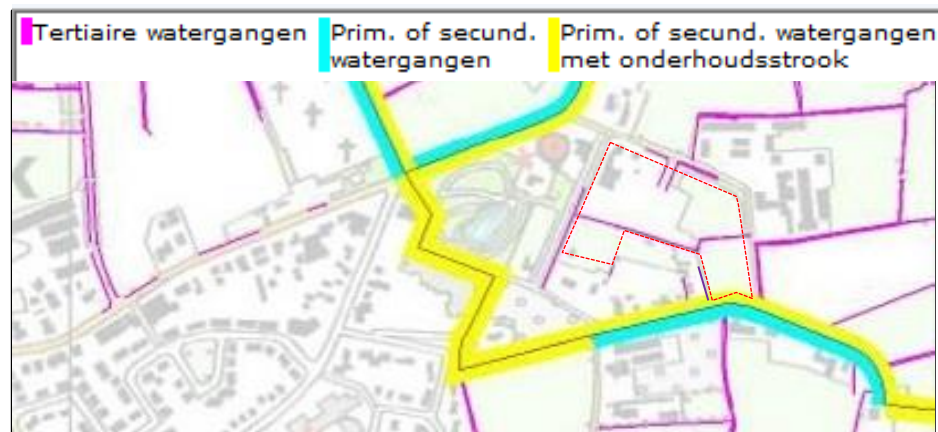 Tertiaire watergangen
Prim. of secund.
watergangen
Prim. of secund. watergangen
met onderhoudsstrook